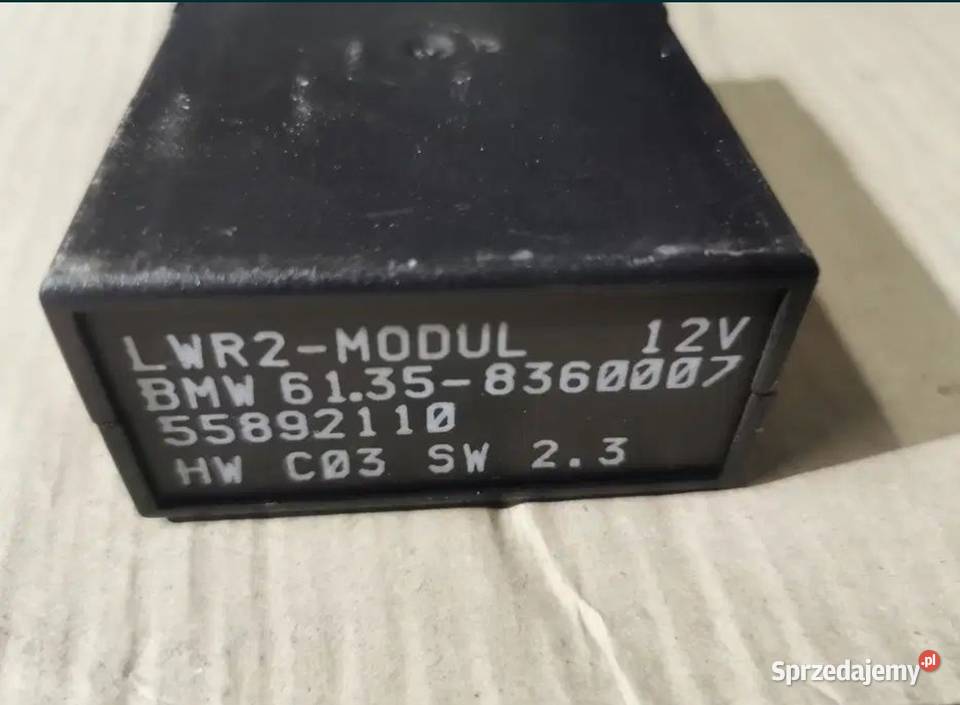 LWR2-MODUL 12V
BMW 61.35-8360007
55892110
HW C03 SW 2.3
Sprzedajemy.pl